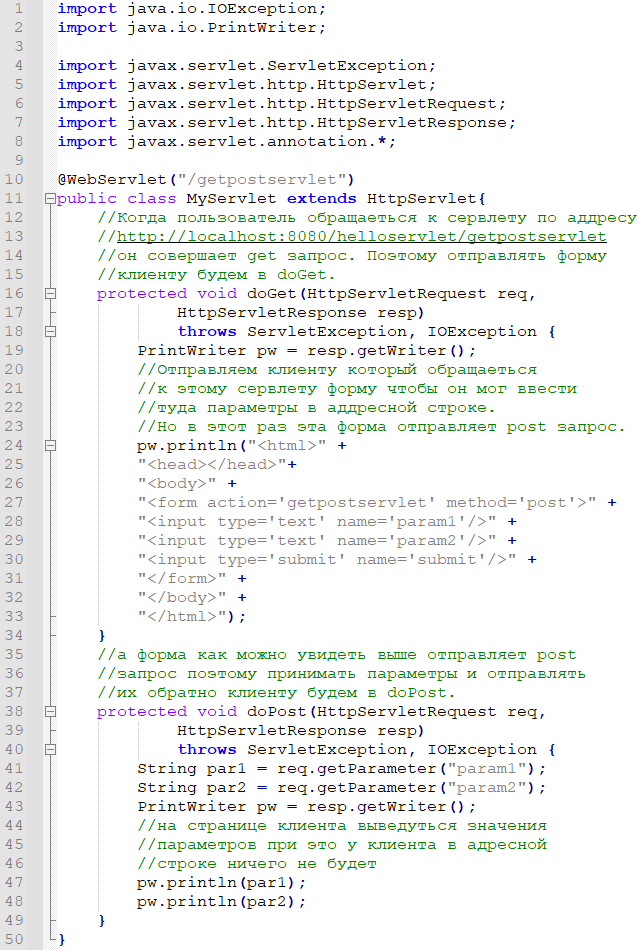 1 import java.io.IOException;
2 import java.io.PrintWriter;
3
4 import javax.servlet.ServletException;
5 import javax.servlet.http.HttpServlet;
6 import javax.servlet.http.HttpServletRequest;
7 import javax.servlet.http.HttpServletResponse;
8 import javax.servlet.annotation.*;
9
10 @WebServlet("/getpostservlet")
11 public class MyServlet extends HttpServlet{
12 //Когда пользователь обращаеться к сервлету по аддресу
13 //http://localhost:8080/helloservlet/getpostservlet
14 //он совершает get запрос. Поэтому отправлять форму
15 //клиенту будем в doGet.
16 protected void doGet(HttpServletRequest req,
17 HttpServletResponse resp)
18 throws ServletException, IOException {
19 PrintWriter pw = resp.getWriter();
20 //Отправляем клиенту который обращаеться
21 //к этому сервлету форму чтобы он мог ввести
22 //туда параметры в аддресной строке.
23 //Но в этот раз эта форма отправляет post запрос.
24 pw.println("<html>" +
25 "<head></head>"+
26 "<body>" +
27 "<form action='getpostservlet' method='post'>" +
28 "<input type='text' name='param1'/>" +
29 "<input type='text' name='param2'/>" +
30 "<input type='submit' name='submit'/>" +
31 "</form>" +
32 "</body>" +
33 "</html>");
34 }
35 //а форма как можно увидеть выше отправляет post
36 //запрос поэтому принимать параметры и отправлять
37 //их обратно клиенту будем в doPost.
38 protected void doPost(HttpServletRequest req,
39 HttpServletResponse resp)
40 throws ServletException, IOException {
41 String par1 = req.getParameter("param1");
42 String par2 = req.getParameter("param2");
43 PrintWriter pw = resp.getWriter();
44 //на странице клиента выведуться значения
45 //параметров при это у клиента в адресной
46 //строке ничего не будет
47 pw.println(par1);
48 pw.println(par2);
49 }
50 }